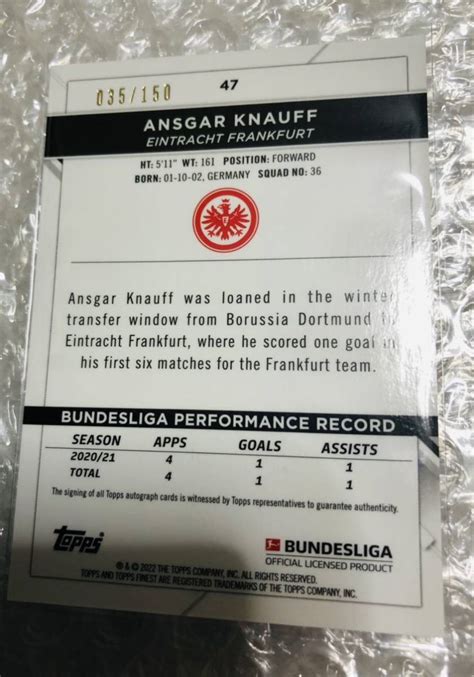 47
035/150
ANSGAR KNAUFF
EINTRACHT FRANKFURT
HT: 5'11" WT: 161 POSITION: FORWARD
BORN: 01-10-02, GERMANY SQUAD NO: 36
Ansgar Knauff was loaned in the winter
transfer window from Borussia Dortmund
Eintracht Frankfurt, where he scored one goal in
his first six matches for the Frankfurt team.
BUNDESLIGA PERFORMANCE RECORD
SEASON APPS GOALS ASSISTS
2020/21 4 1 1
TOTAL 4 1 1
The signing of all Topps autograph cards is witnessed by Topps representatives to guarantee authenticity.
Topps
BUNDESLIGA
OFFICIAL LICENSED PRODUCT
® & © 2022 THE TOPPS COMPANY, INC. ALL RIGHTS RESERVED.
TOPPS AND TOPPS FINEST ARE REGISTERED TRADEMARKS OF THE TOPPS COMPANY, INC.